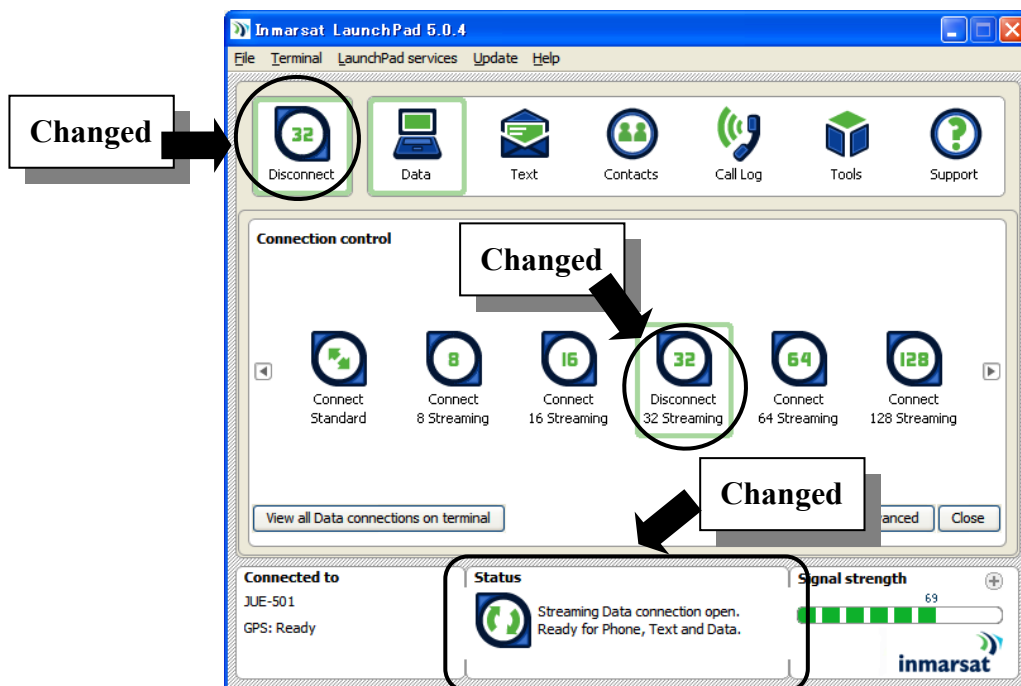 Inmarsat LaunchPad 5.0.4
File Terminal LaunchPad services Update Help
Changed
32
Disconnect
Data
Text
Contacts
Call Log
Tools
Support
Connection control
Changed
8
16
32
64
128
Connect Standard
Connect 8 Streaming
Connect 16 Streaming
Disconnect 32 Streaming
Connect 64 Streaming
Connect 128 Streaming
Changed
View all Data connections on terminal
anced
Close
Connected to
JUE-501
GPS: Ready
Status
Streaming Data connection open.
Ready for Phone, Text and Data.
Signal strength
69
inmarsat